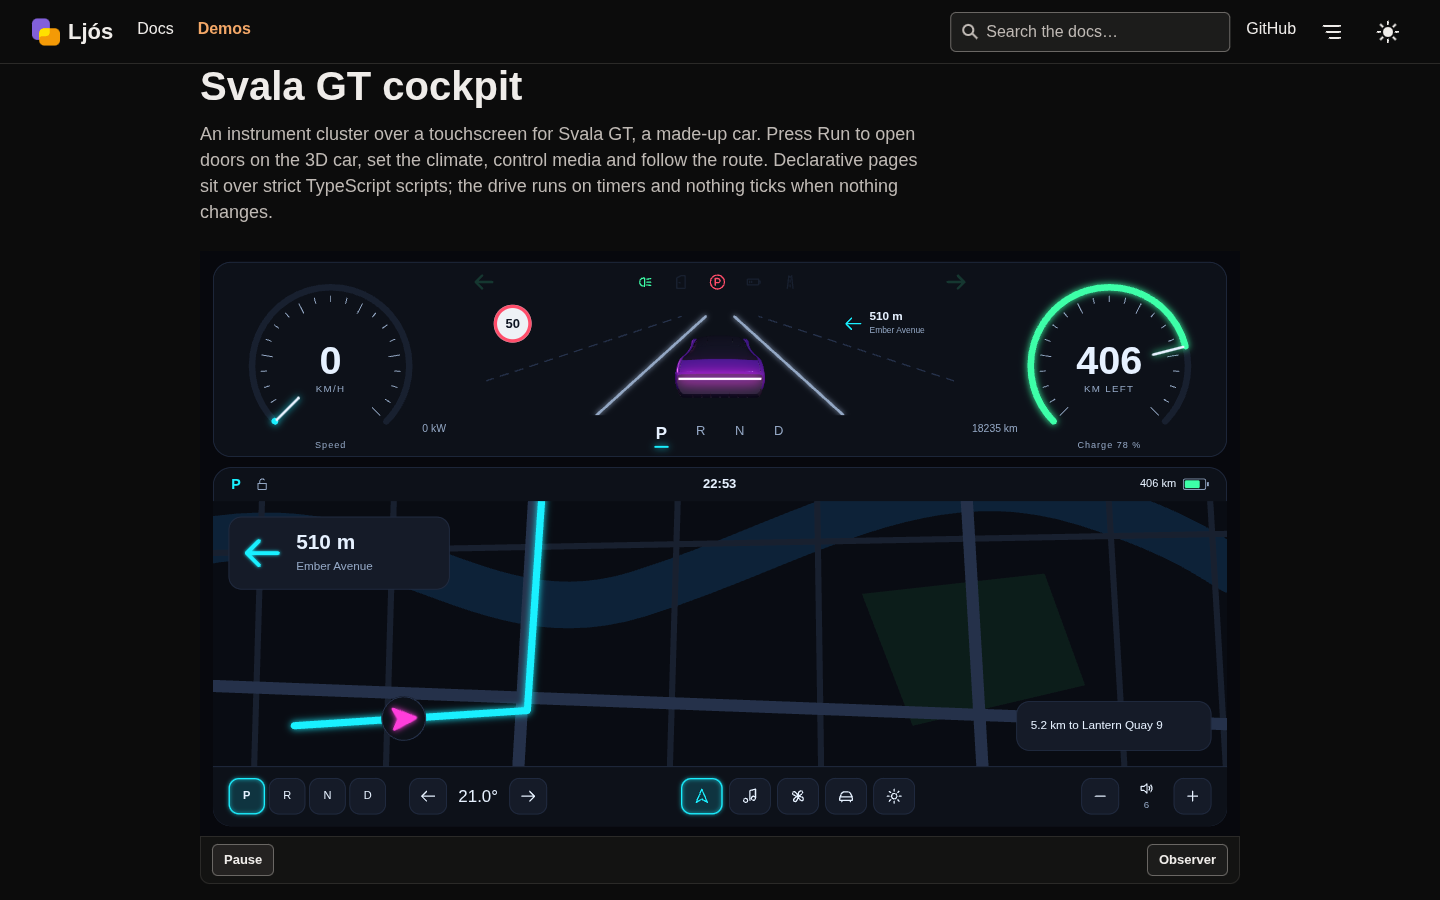 Ljós
Docs
Demos
Search the docs…
GitHub
Svala GT cockpit
An instrument cluster over a touchscreen for Svala GT, a made-up car. Press Run to open
doors on the 3D car, set the climate, control media and follow the route. Declarative pages
sit over strict TypeScript scripts; the drive runs on timers and nothing ticks when nothing
changes.
P
50
510 m
Ember Avenue
0
KM/H
406
KM LEFT
0 kW
P R N D
18235 km
Speed
Charge 78 %
P
22:53
406 km
510 m
Ember Avenue
5.2 km to Lantern Quay 9
P
R
N
D
21.0°
6
Pause
Observer